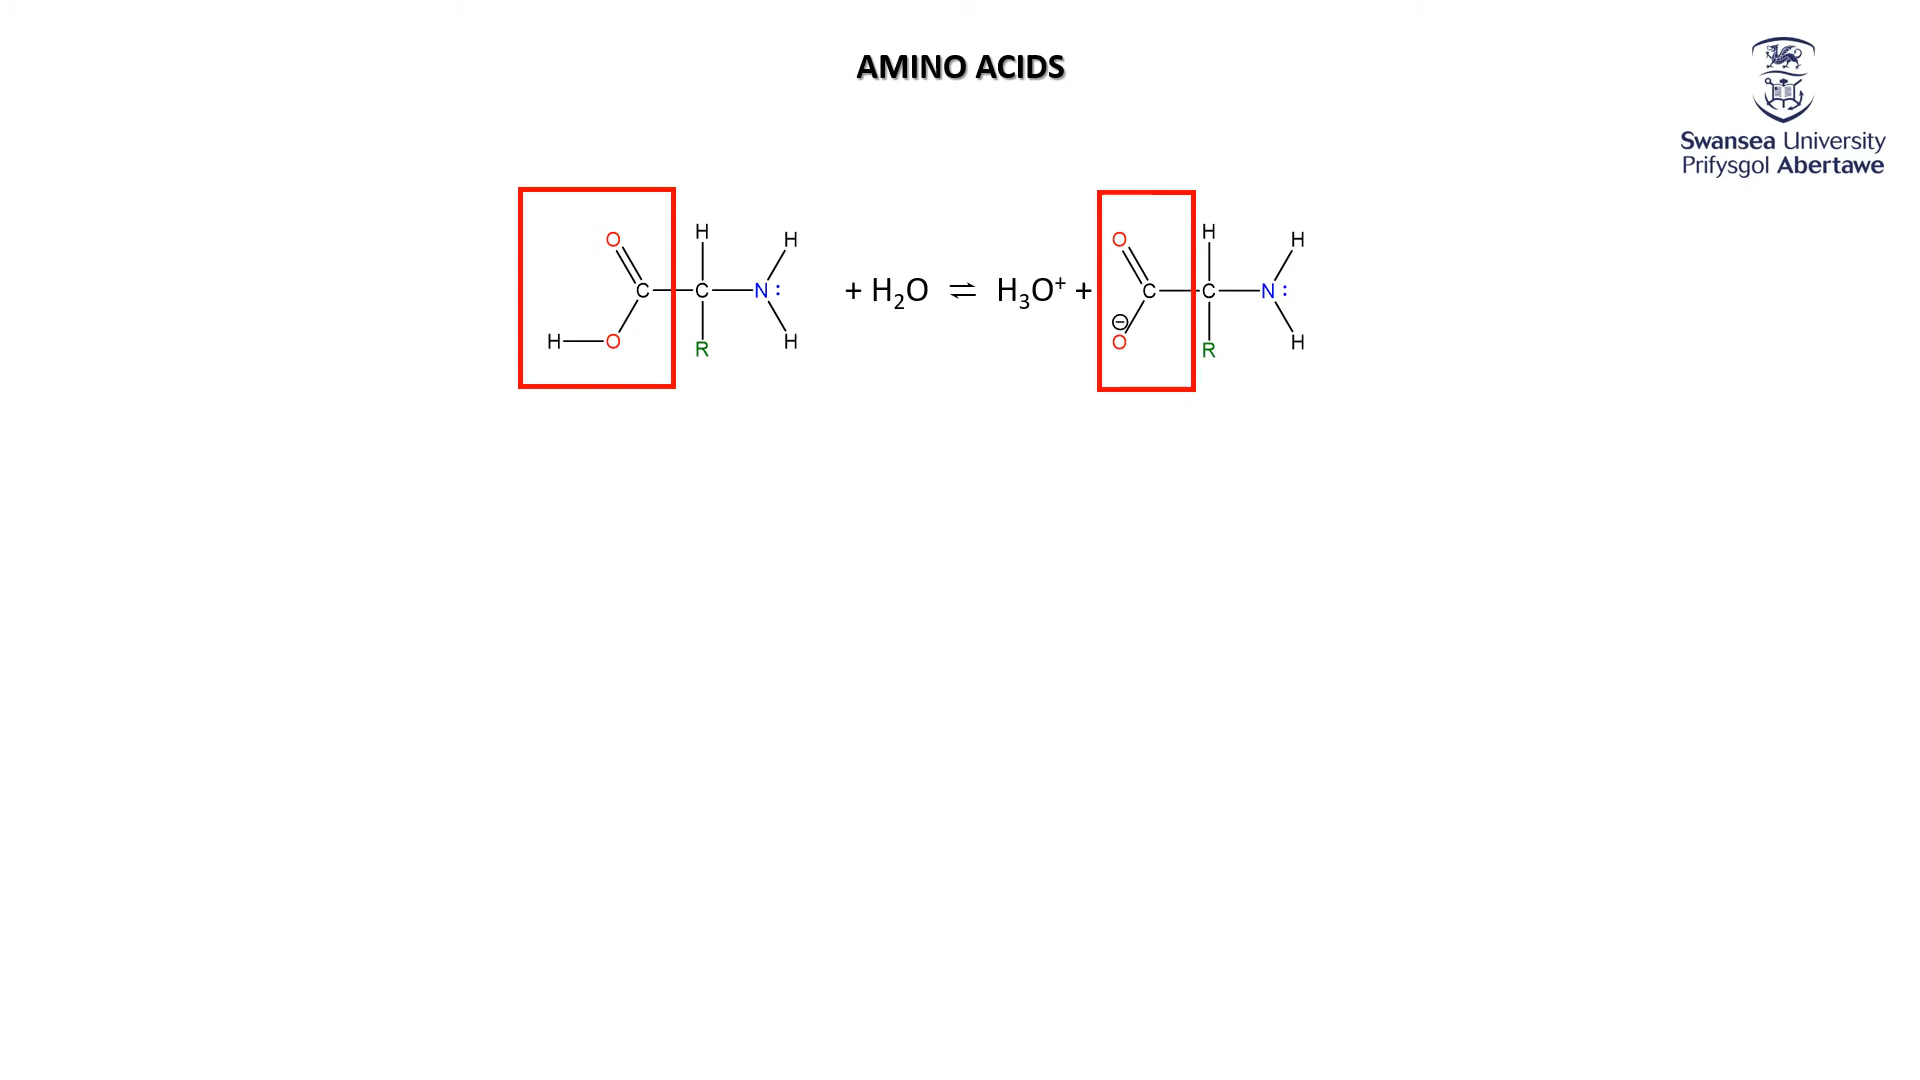 AMINO ACIDS
Swansea University
Prifysgol Abertawe
O H H
C C N: + H₂O ⇌ H₃O⁺ +
H O R H
O H H
C C N:
⊖
O R H